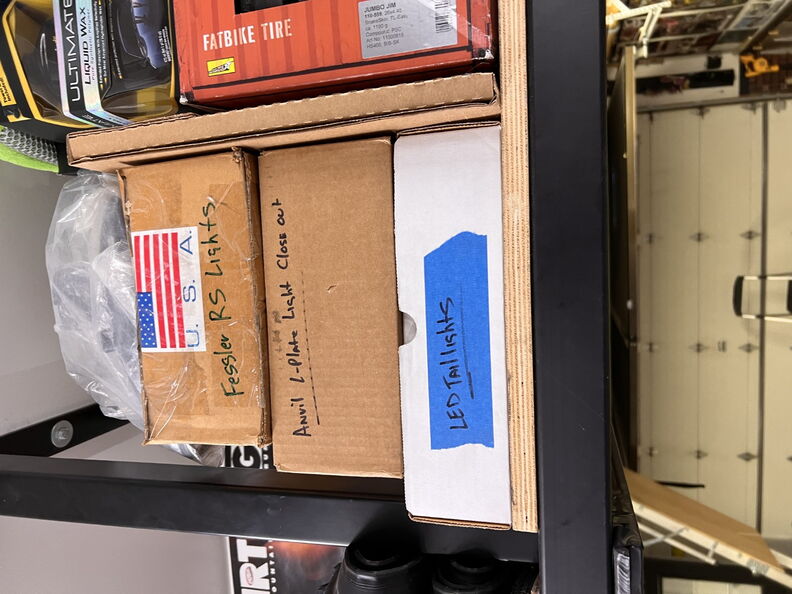 ULTIMATE
LIQUID WAX
FATBIKE TIRE
JUMBO JIM
Fessler RS Lights
U. S. A.
Anvil L-Plate Light Close out
LED Taillights